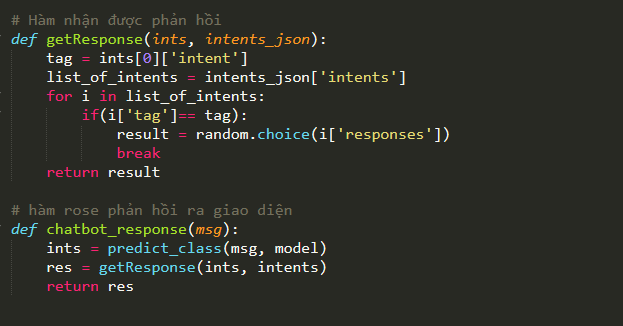 # Hàm nhận được phản hồi
def getResponse(ints, intents_json):
    tag = ints[0]['intent']
    list_of_intents = intents_json['intents']
    for i in list_of_intents:
        if(i['tag']== tag):
            result = random.choice(i['responses'])
            break
    return result
# hàm rose phản hồi ra giao diện
def chatbot_response(msg):
    ints = predict_class(msg, model)
    res = getResponse(ints, intents)
    return res